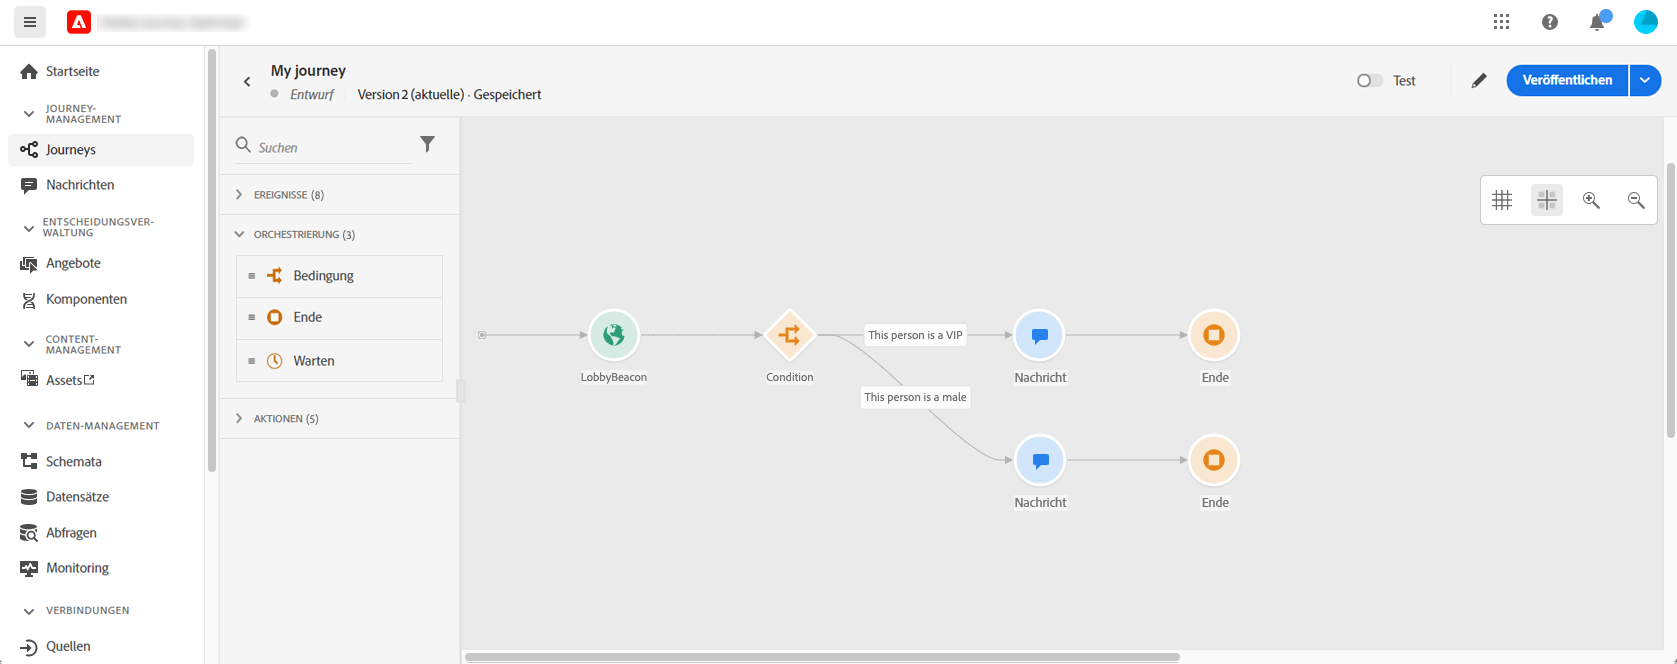 Startseite
JOURNEY-
MANAGEMENT
Journeys
Nachrichten
ENTSCHEIDUNGSVER-
WALTUNG
Angebote
Komponenten
CONTENT-
MANAGEMENT
Assets
DATEN-MANAGEMENT
Schemata
Datensätze
Abfragen
Monitoring
VERBINDUNGEN
Quellen
My journey
Entwurf
Version 2 (aktuelle) · Gespeichert
Test
Veröffentlichen
Suchen
EREIGNISSE (8)
ORCHESTRIERUNG (3)
Bedingung
Ende
Warten
AKTIONEN (5)
LobbyBeacon
Condition
This person is a VIP
Nachricht
Ende
This person is a male
Nachricht
Ende